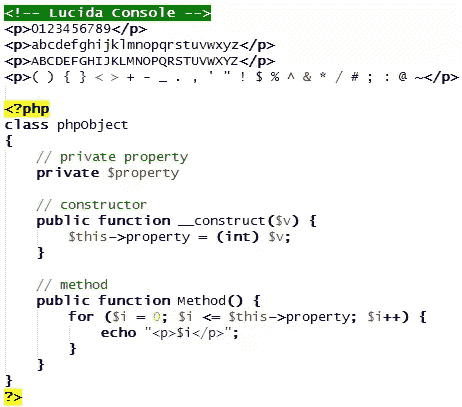 <!-- Lucida Console -->
<p>0123456789</p>
<p>abcdefghijklmnopqrstuvwxyz</p>
<p>ABCDEFGHIJKLMNOPQRSTUVWXYZ</p>
<p>( ) { } < > + - _ . , ' " ! $ % ^ & * / # ; : @ ~</p>

<?php
class phpObject
{
    // private property
    private $property

    // constructor
    public function __construct($v) {
        $this->property = (int) $v;
    }

    // method
    public function Method() {
        for ($i = 0; $i <= $this->property; $i++) {
            echo "<p>$i</p>";
        }
    }
}
?>